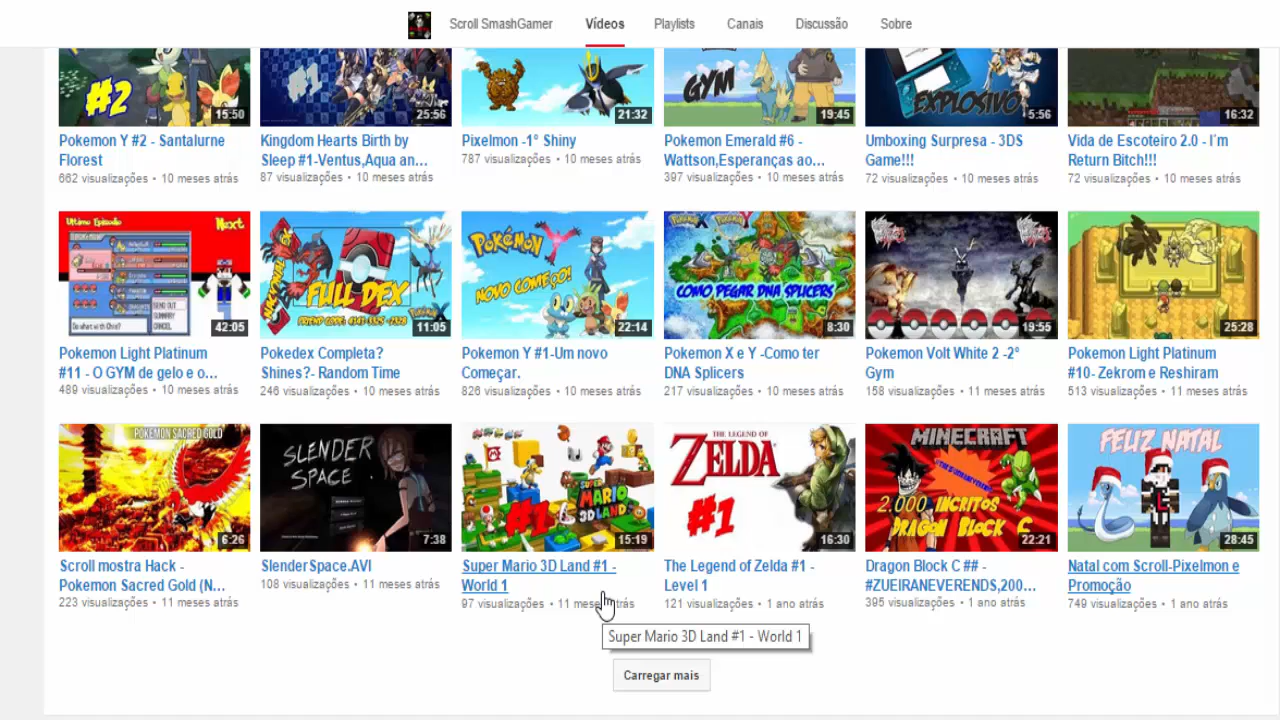 Scroll SmashGamer Vídeos Playlists Canais Discussão Sobre
#2
15:50
#1
25:56
21:32
GYM
19:45
EXPLOSIVO
5:56
16:32
Pokemon Y #2 - Santalurne
Florest
662 visualizações • 10 meses atrás
Kingdom Hearts Birth by
Sleep #1-Ventus,Aqua an...
87 visualizações • 10 meses atrás
Pixelmon -1° Shiny
787 visualizações • 10 meses atrás
Pokemon Emerald #6 -
Wattson,Esperanças ao...
397 visualizações • 10 meses atrás
Umboxing Surpresa - 3DS
Game!!!
72 visualizações • 10 meses atrás
Vida de Escoteiro 2.0 - I´m
Return Bitch!!!
72 visualizações • 10 meses atrás
Ultimo Episodio
Next
SEND OUT
SUMMARY
CANCEL
42:05
FULL DEX
11:05
POKÉMON
NOVO COMEÇO!
22:14
COMO PEGAR DNA SPLICERS
8:30
19:55
25:28
Pokemon Light Platinum
#11 - O GYM de gelo e o...
489 visualizações • 10 meses atrás
Pokedex Completa?
Shines?- Random Time
246 visualizações • 10 meses atrás
Pokemon Y #1-Um novo
Começar.
826 visualizações • 10 meses atrás
Pokemon X e Y -Como ter
DNA Splicers
217 visualizações • 10 meses atrás
Pokemon Volt White 2 -2°
Gym
158 visualizações • 11 meses atrás
Pokemon Light Platinum
#10- Zekrom e Reshiram
513 visualizações • 11 meses atrás
POKEMON SACRED GOLD
6:26
SLENDER
SPACE
7:38
SUPER
MARIO
3D LAND
#1
15:19
THE LEGEND OF
ZELDA
#1
16:30
MINECRAFT
2.000 INCRITOS
DRAGON BLOCK C
22:21
FELIZ NATAL
28:45
Scroll mostra Hack -
Pokemon Sacred Gold (N...
223 visualizações • 11 meses atrás
SlenderSpace.AVI
108 visualizações • 11 meses atrás
Super Mario 3D Land #1 -
World 1
97 visualizações • 11 meses atrás
The Legend of Zelda #1 -
Level 1
121 visualizações • 1 ano atrás
Dragon Block C ## -
#ZUEIRANEVERENDS,200...
395 visualizações • 1 ano atrás
Natal com Scroll-Pixelmon e
Promoção
749 visualizações • 1 ano atrás
Super Mario 3D Land #1 - World 1
Carregar mais